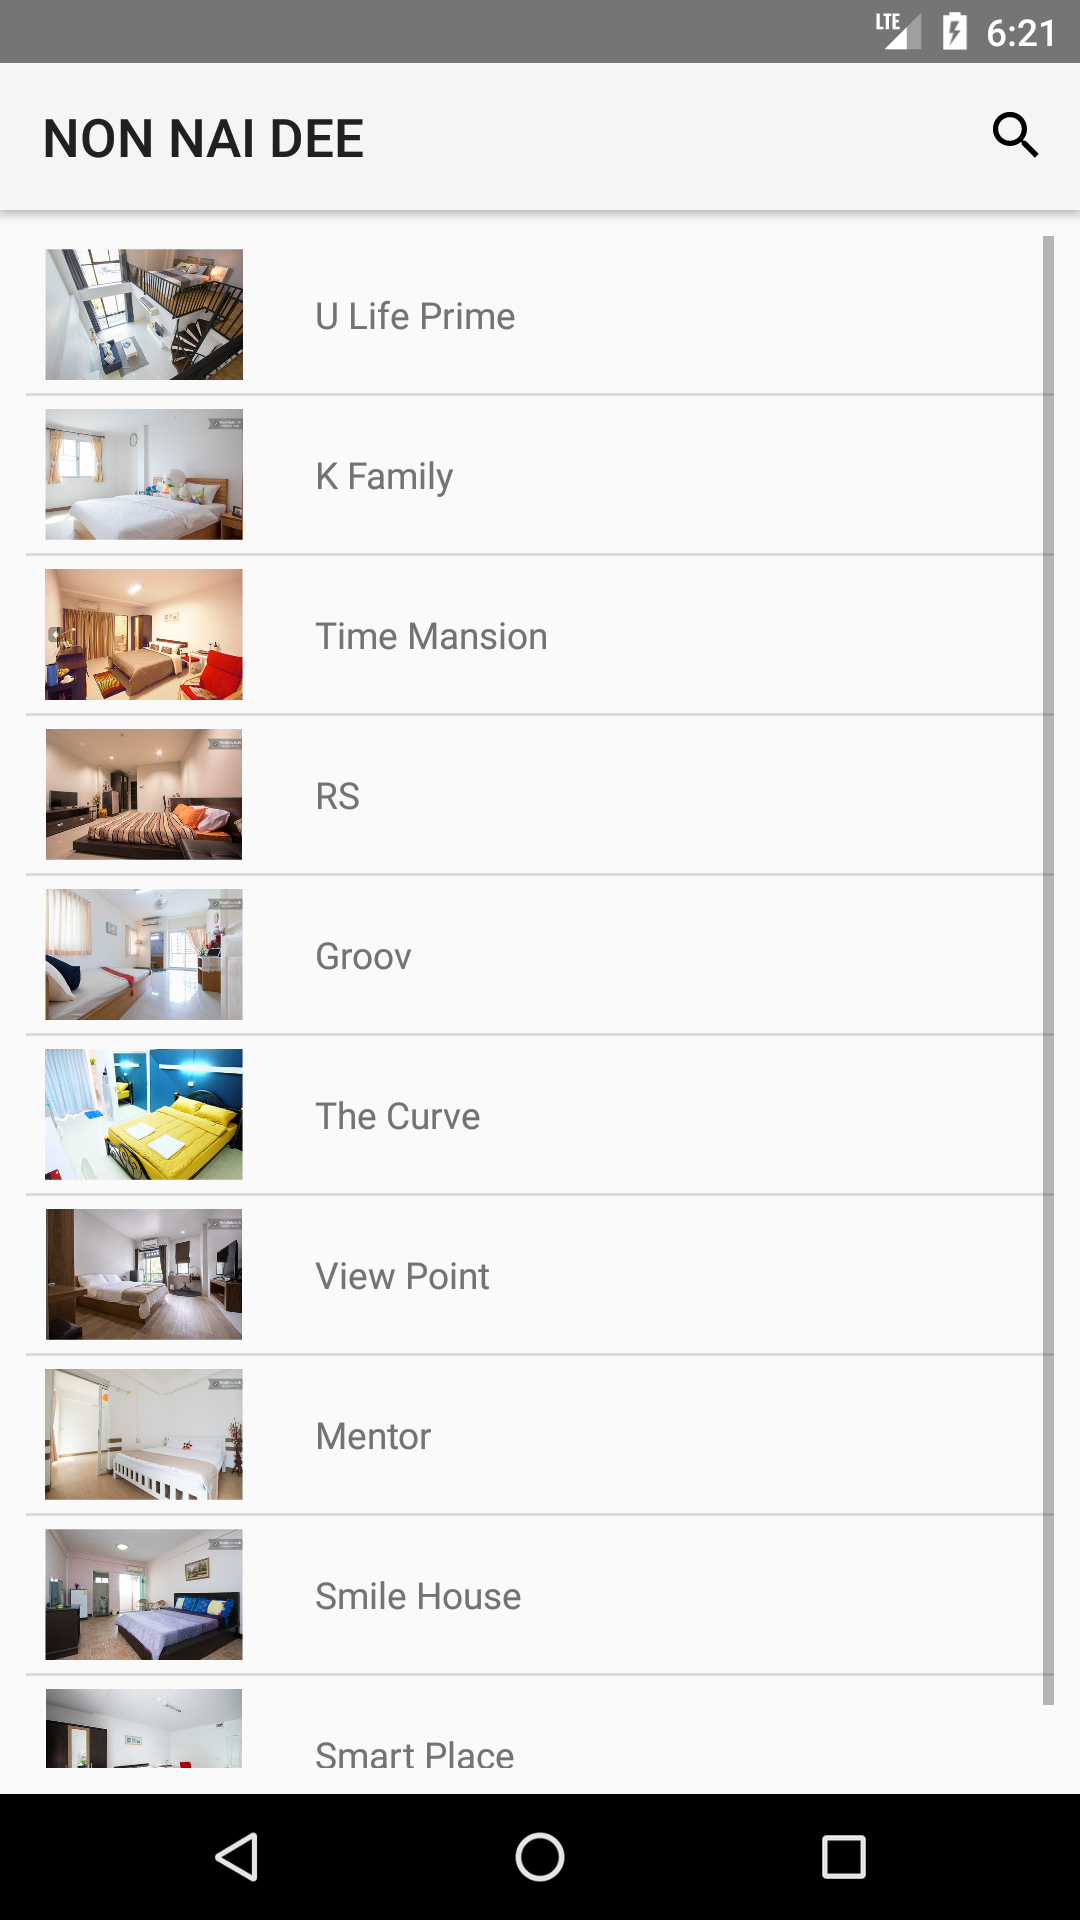 LTE 6:21
NON NAI DEE
U Life Prime
K Family
Time Mansion
RS
Groov
The Curve
View Point
Mentor
Smile House
Smart Place